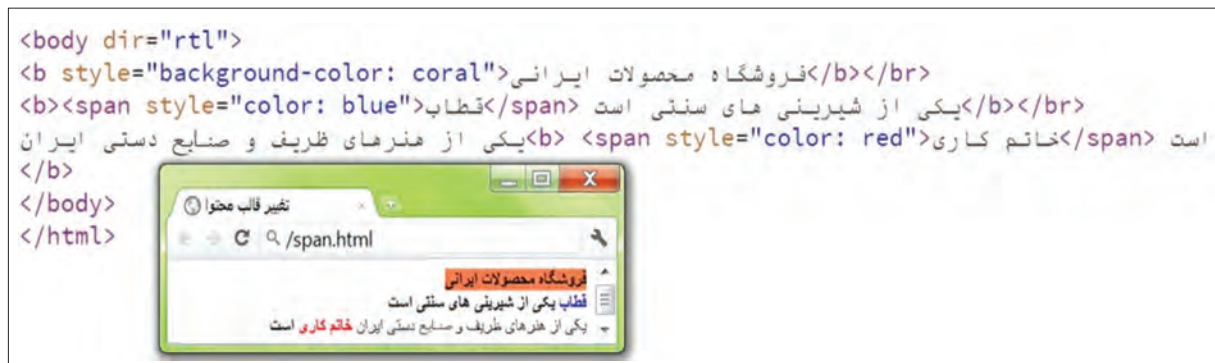 <body dir="rtl">
<b style="background-color: coral">فروشگاه محصولات ایرانی</b></br>
<b><span style="color: blue">قطاب</span> یکی از شیرینی های سنتی است</b></br>
یکی از هنرهای ظریف و صنایع دستی ایران<b> <span style="color: red">خاتم کاری</span> است
</b>
</body>
</html>
تغییر قالب محتوا
/span.html
فروشگاه محصولات ایرانی
قطاب یکی از شیرینی های سنتی است
یکی از هنرهای ظریف و صنایع دستی ایران خاتم کاری است